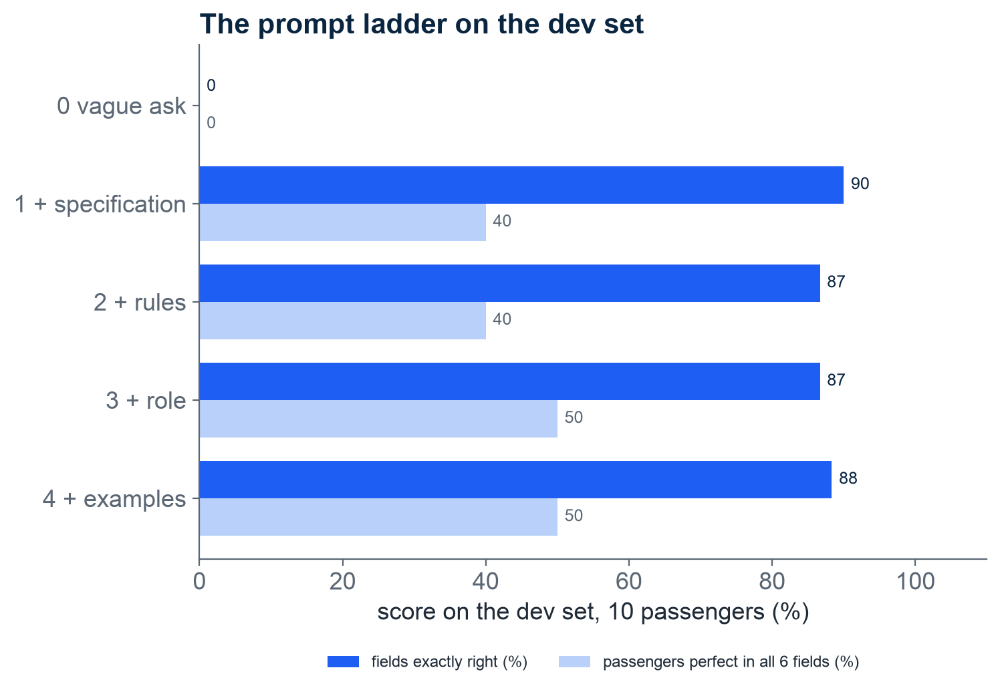 The prompt ladder on the dev set
0 vague ask
0
0
1 + specification
90
40
2 + rules
87
40
3 + role
87
50
4 + examples
88
50
0 20 40 60 80 100
score on the dev set, 10 passengers (%)
fields exactly right (%) passengers perfect in all 6 fields (%)